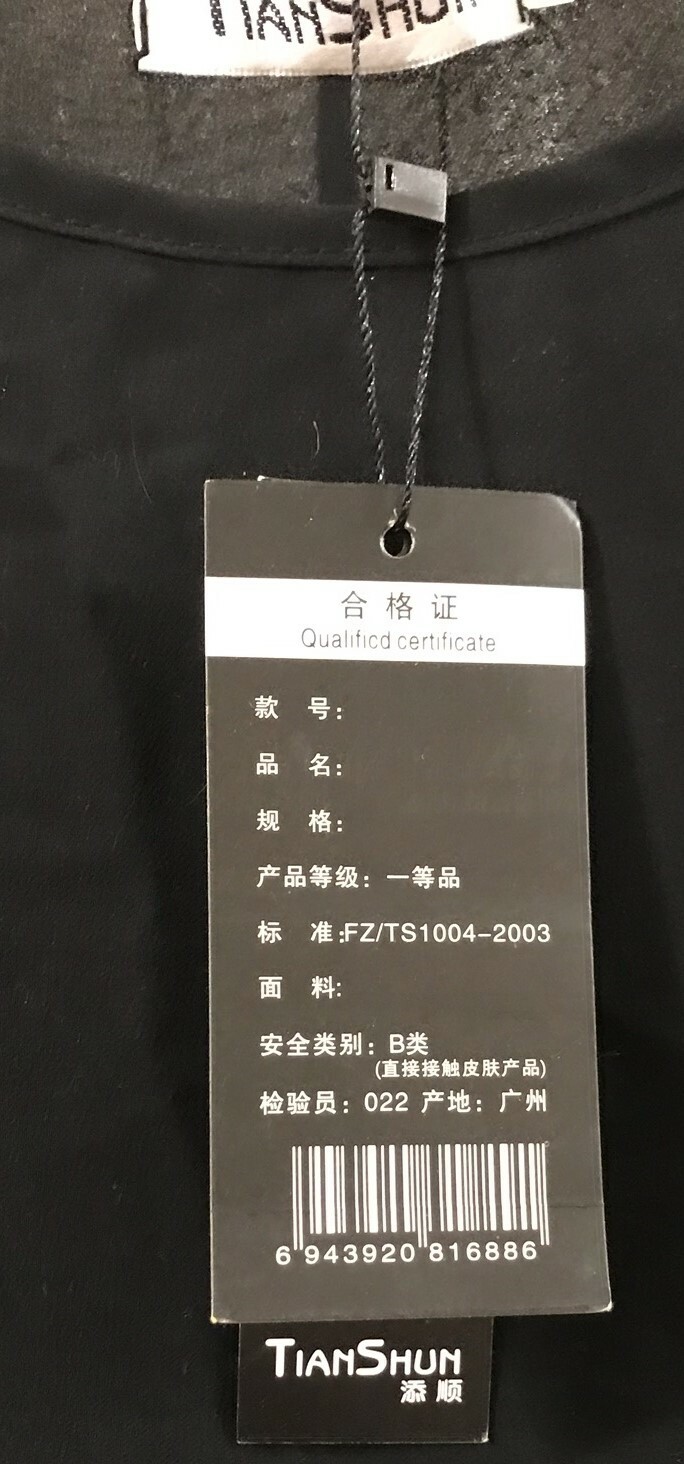 TIANSHUN
合格证
Qualificd certificate
款 号:
品 名:
规 格:
产品等级: 一等品
标 准:FZ/TS1004-2003
面 料:
安全类别: B类
(直接接触皮肤产品)
检验员: 022 产地: 广州
6 943920 816886
TIANSHUN
添顺